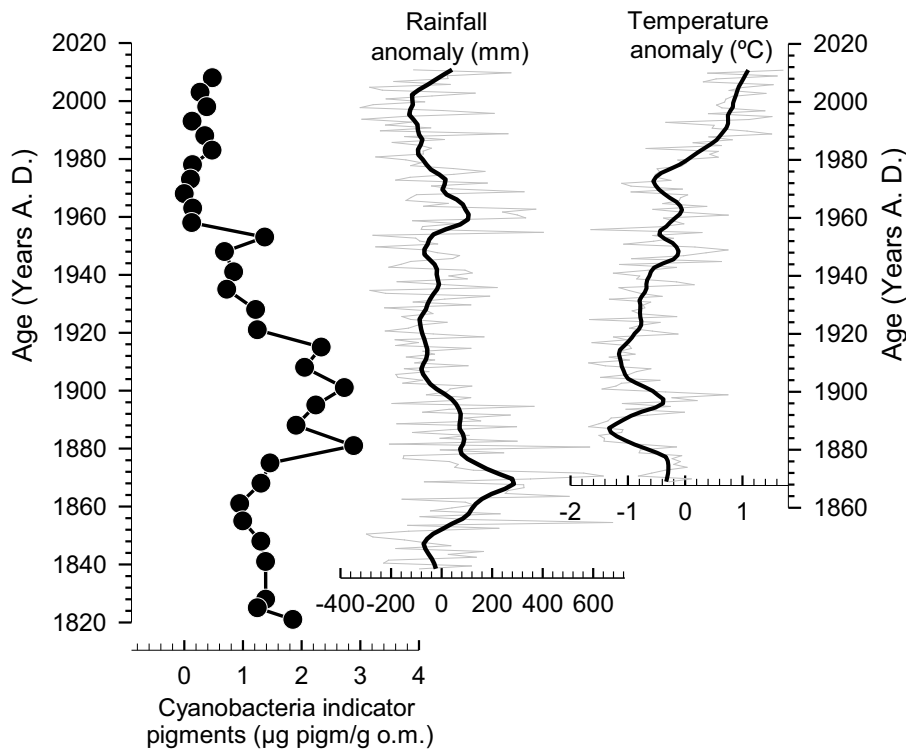 Rainfall
anomaly (mm)
Temperature
anomaly (ºC)
Age (Years A. D.)
2020
2000
1980
1960
1940
1920
1900
1880
1860
1840
1820
0 1 2 3 4
Cyanobacteria indicator
pigments (µg pigm/g o.m.)
-400 -200 0 200 400 600
-2 -1 0 1
2020
2000
1980
1960
1940
1920
1900
1880
1860
Age (Years A. D.)